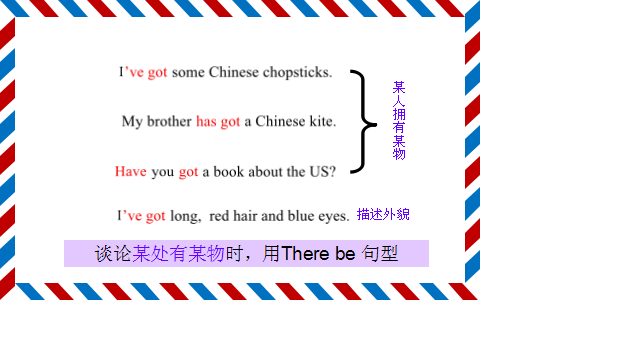 I've got some Chinese chopsticks.
My brother has got a Chinese kite.
Have you got a book about the US?
某人拥有某物
I've got long, red hair and blue eyes. 描述外貌
谈论某处有某物时，用There be 句型